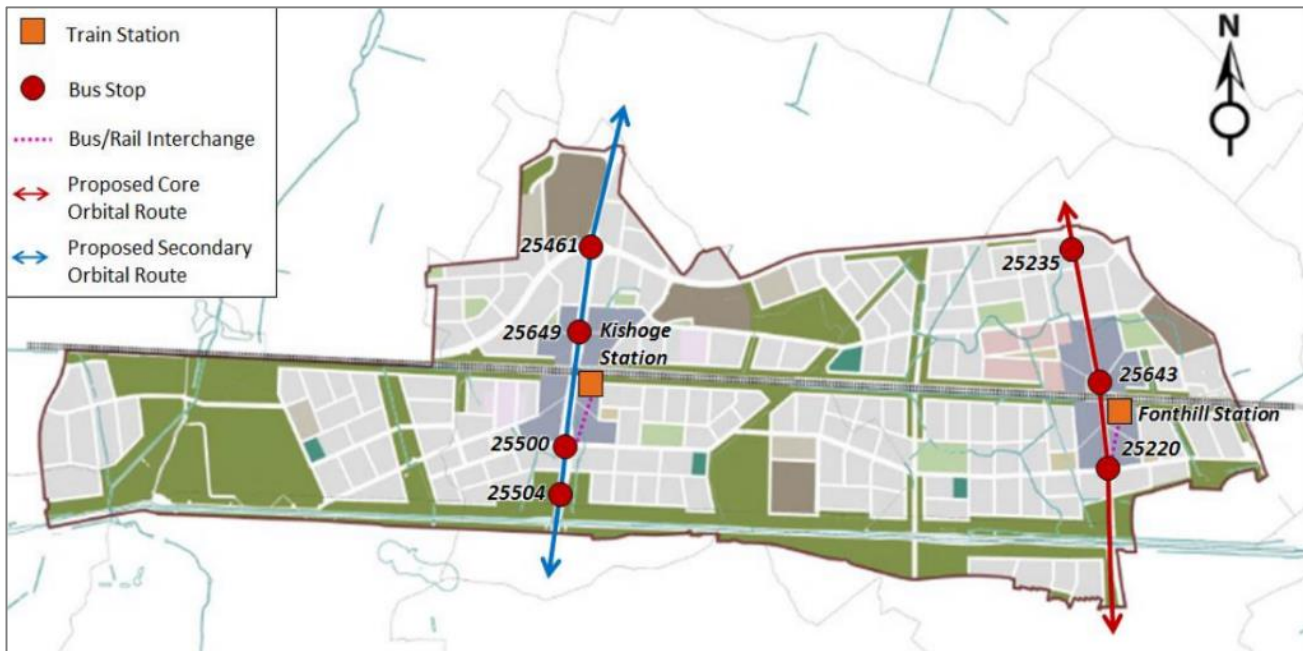 Train Station
Bus Stop
Bus/Rail Interchange
Proposed Core
Orbital Route
Proposed Secondary
Orbital Route
N
25461
25235
25649
Kishoge
Station
25643
Fonthill Station
25500
25220
25504